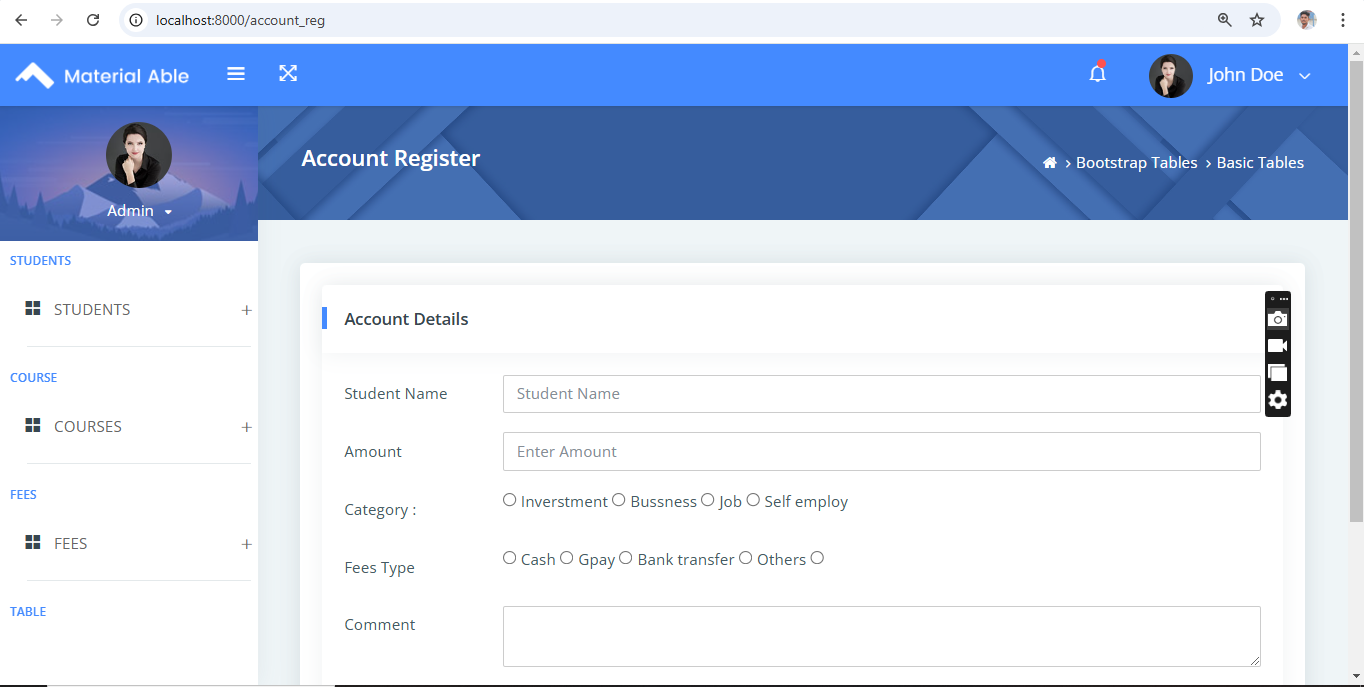 localhost:8000/account_reg
Material Able
John Doe
Account Register
› Bootstrap Tables › Basic Tables
Admin
STUDENTS
STUDENTS +
COURSE
COURSES +
FEES
FEES +
TABLE
Account Details
Student Name Student Name
Amount Enter Amount
Category : Inverstment Bussness Job Self employ
Fees Type Cash Gpay Bank transfer Others
Comment